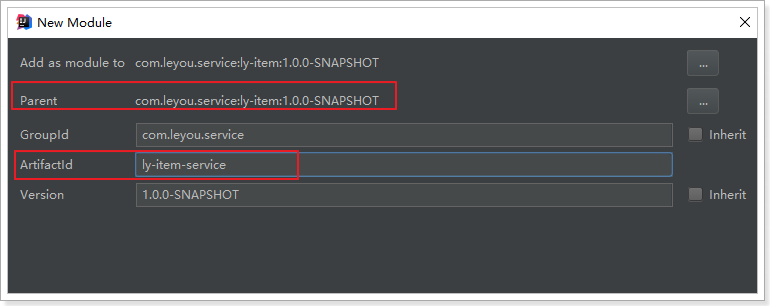 New Module
Add as module to com.leyou.service:ly-item:1.0.0-SNAPSHOT ...
Parent com.leyou.service:ly-item:1.0.0-SNAPSHOT ...
GroupId com.leyou.service Inherit
ArtifactId ly-item-service
Version 1.0.0-SNAPSHOT Inherit